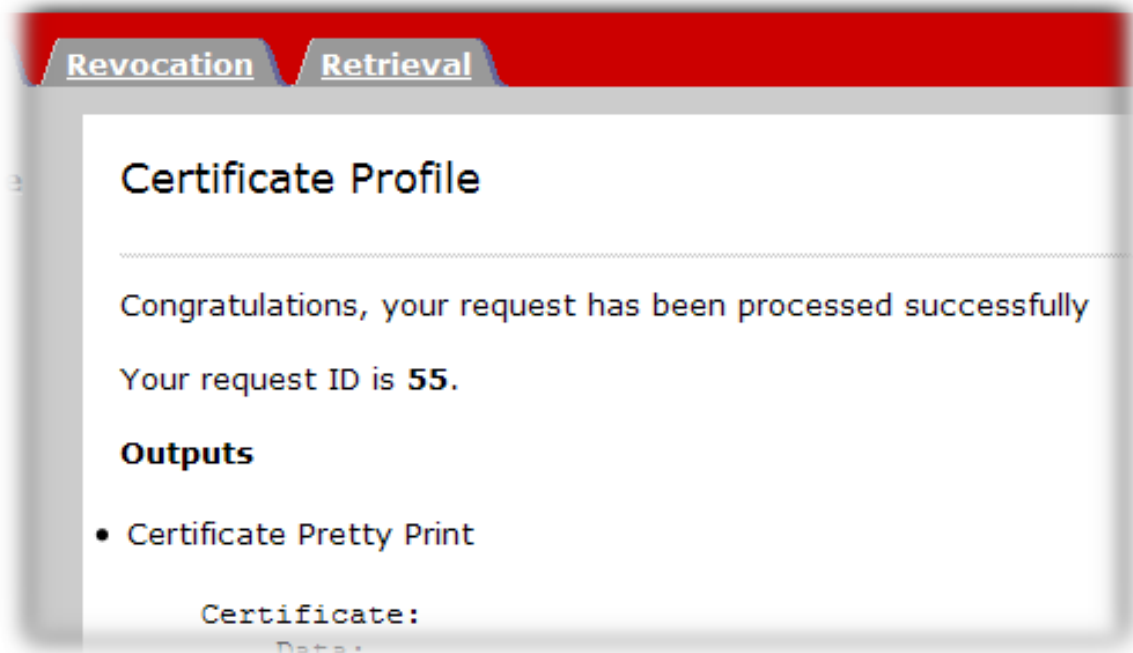 Revocation Retrieval
Certificate Profile
Congratulations, your request has been processed successfully
Your request ID is 55.
Outputs
• Certificate Pretty Print
Certificate:
Data: